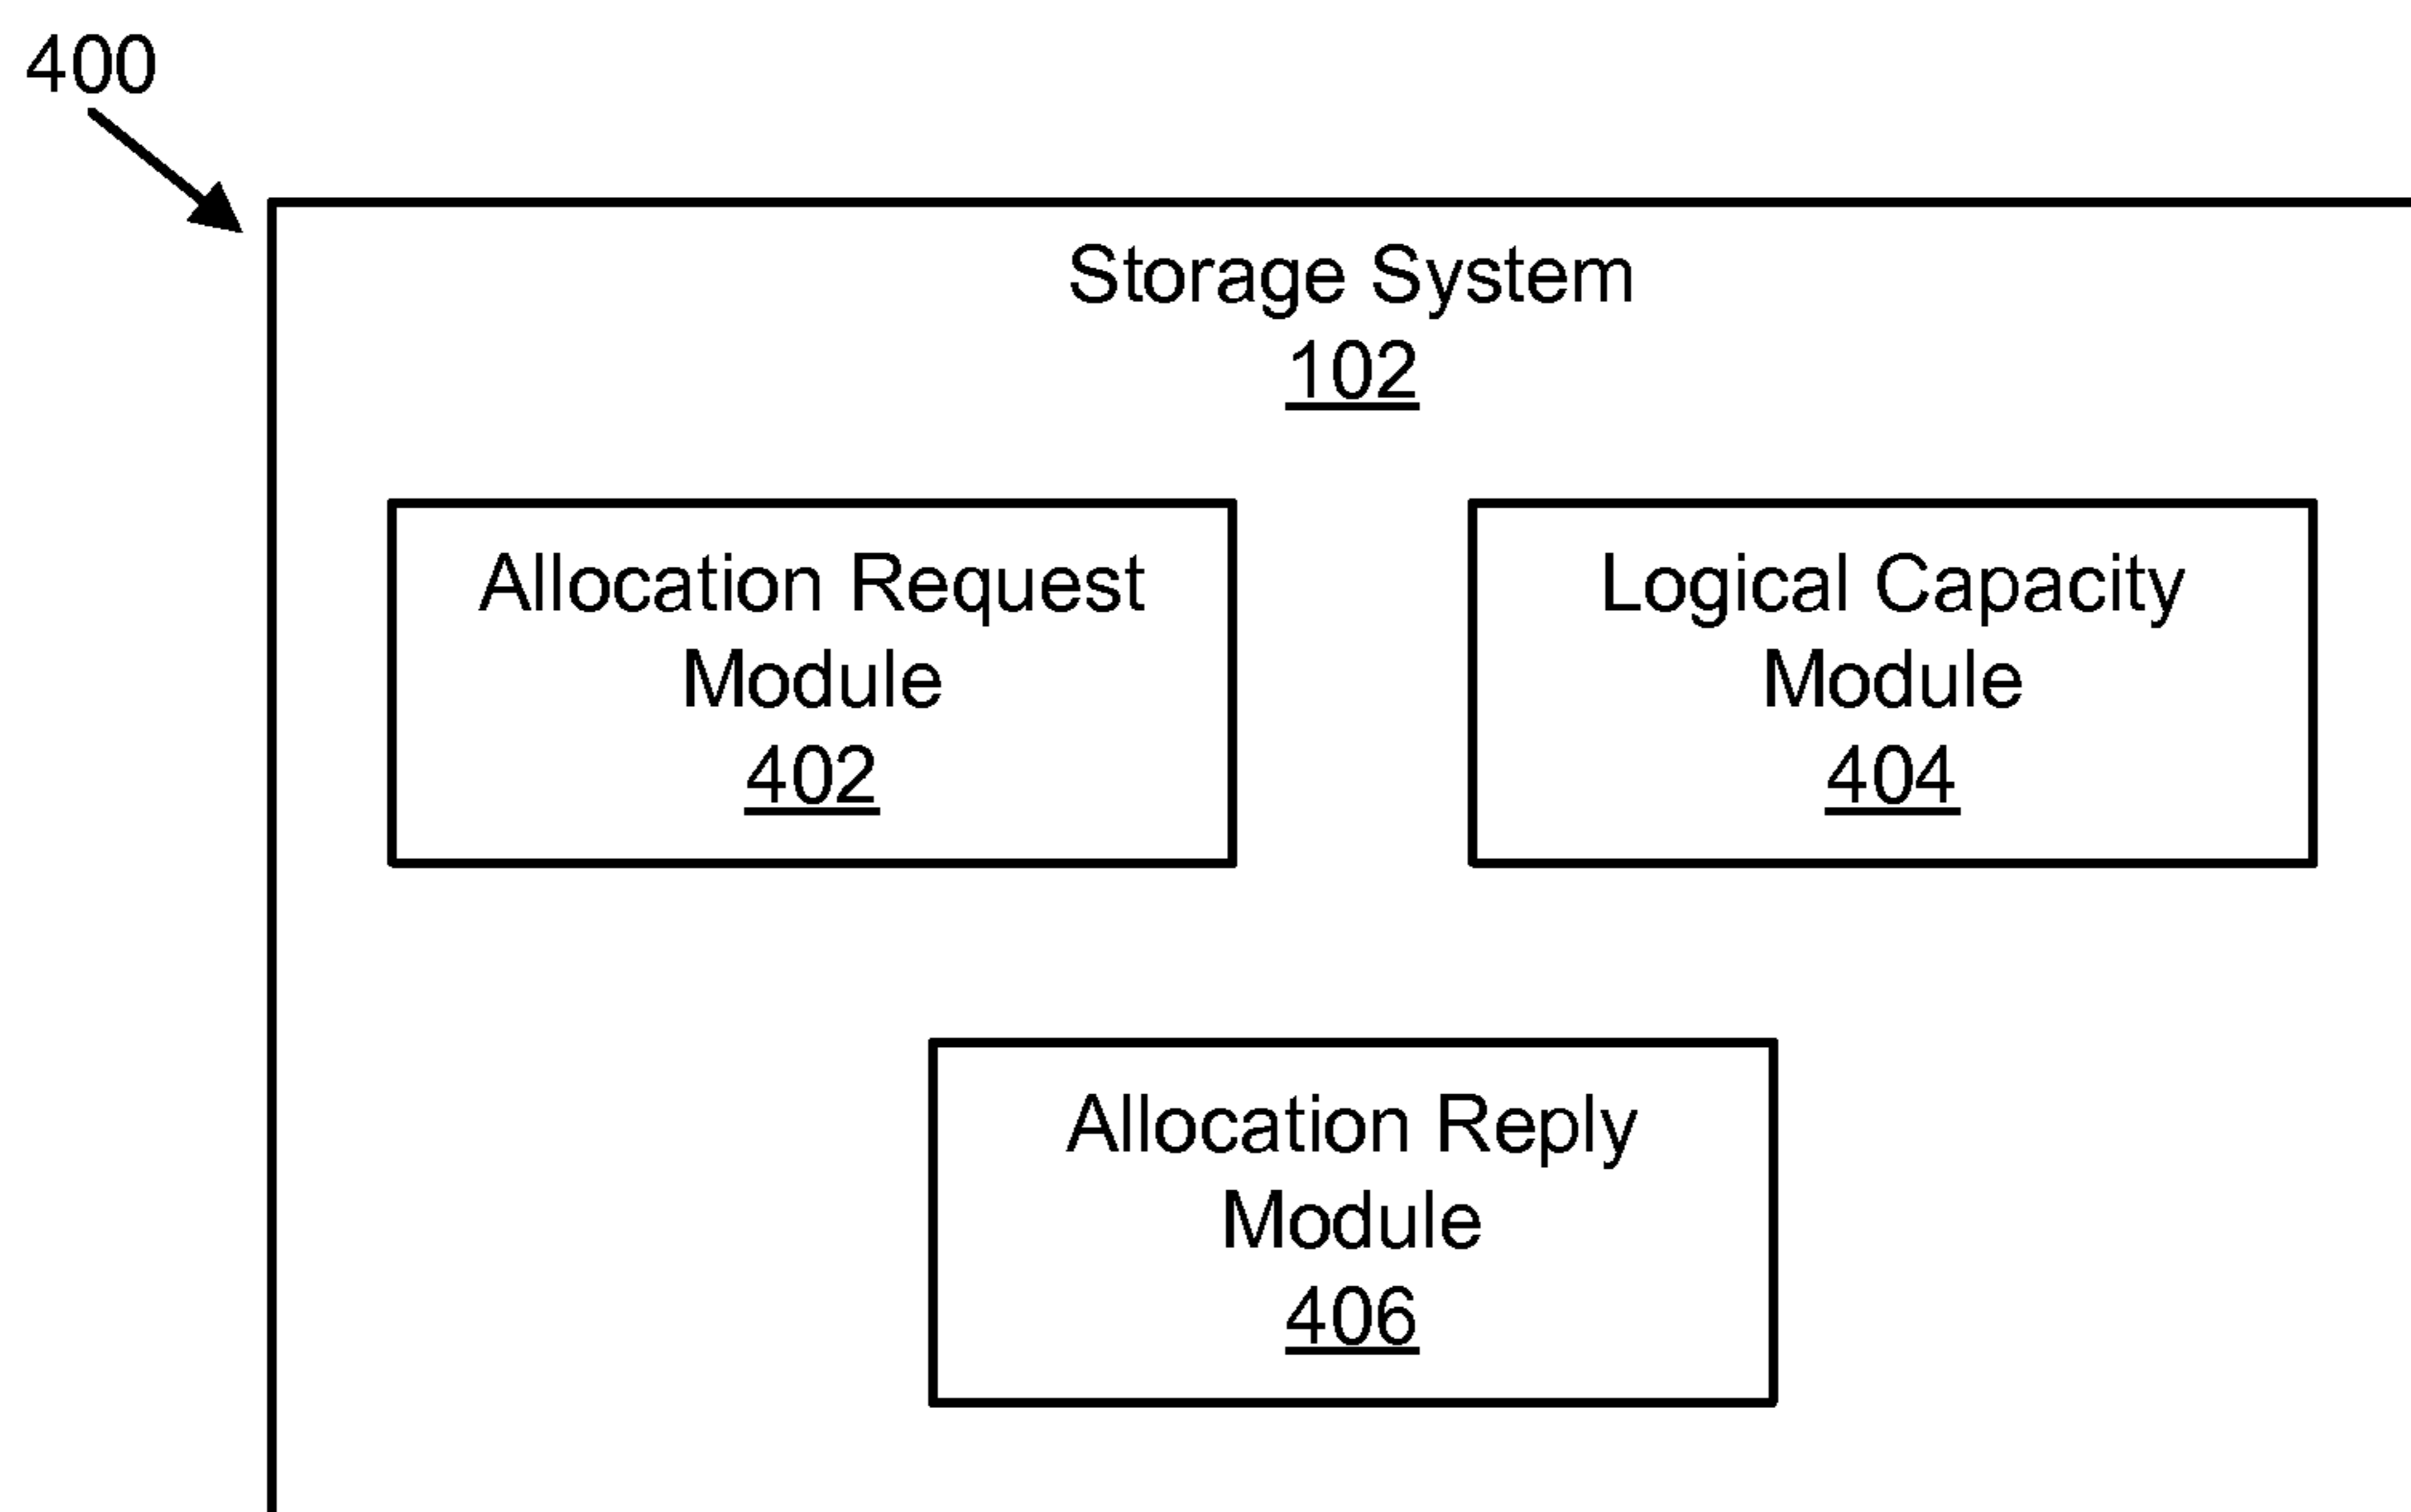 400
Storage System
102
Allocation Request
Module
402
Logical Capacity
Module
404
Allocation Reply
Module
406